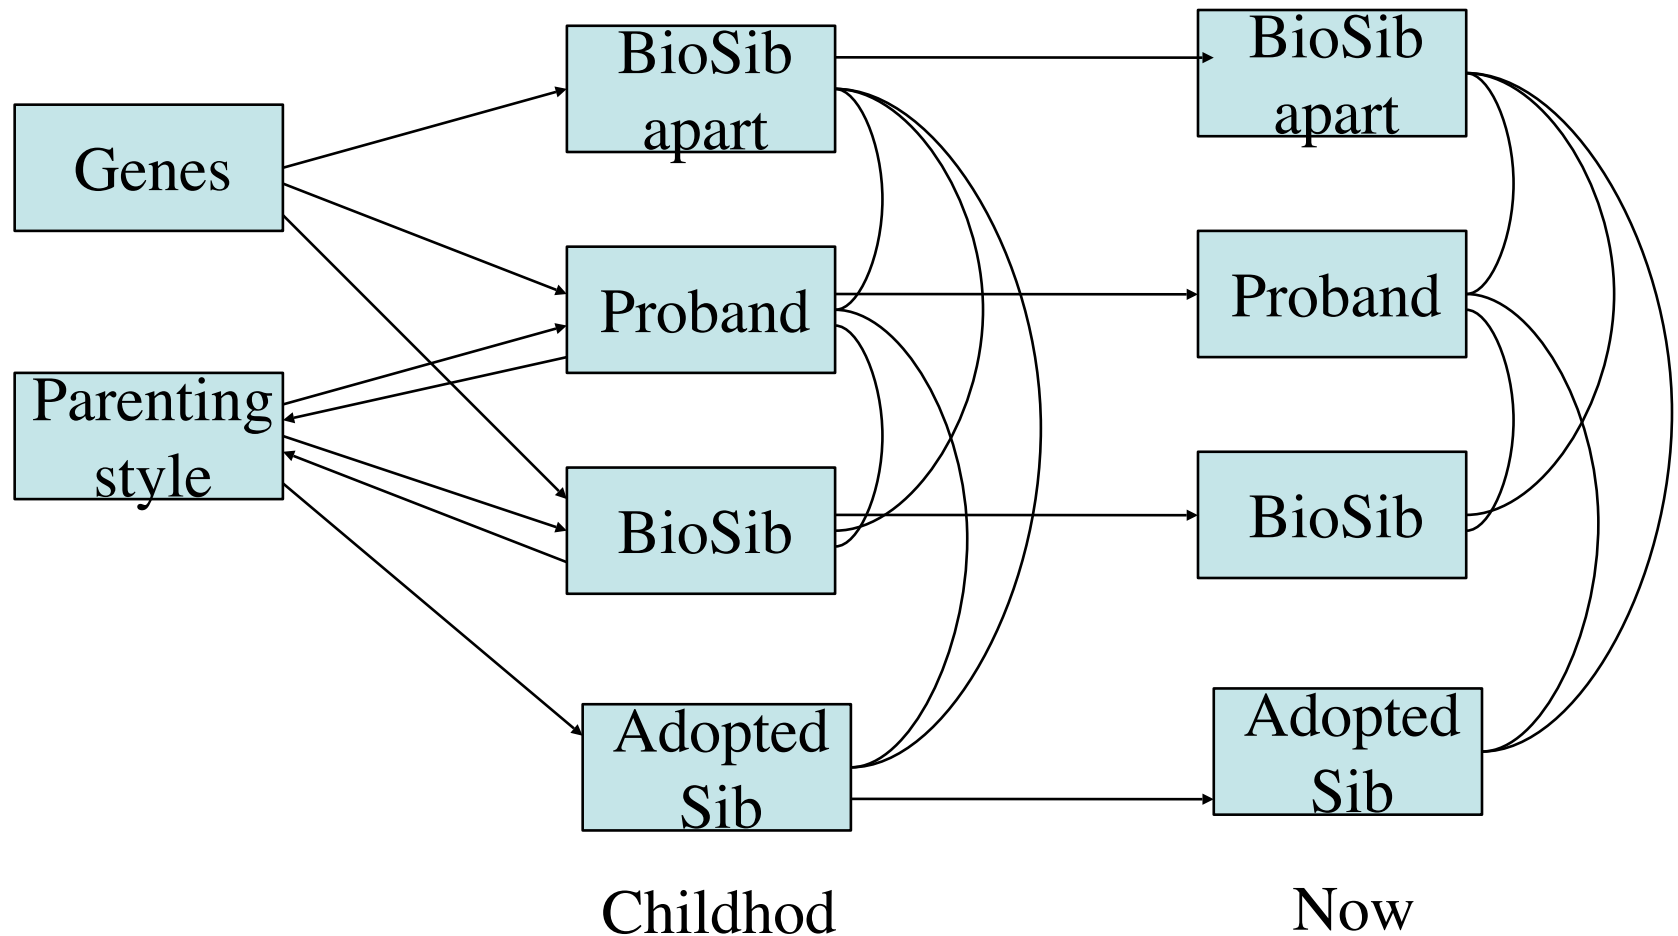 Genes
Parenting
style
BioSib
apart
Proband
BioSib
Adopted
Sib
Childhod
BioSib
apart
Proband
BioSib
Adopted
Sib
Now